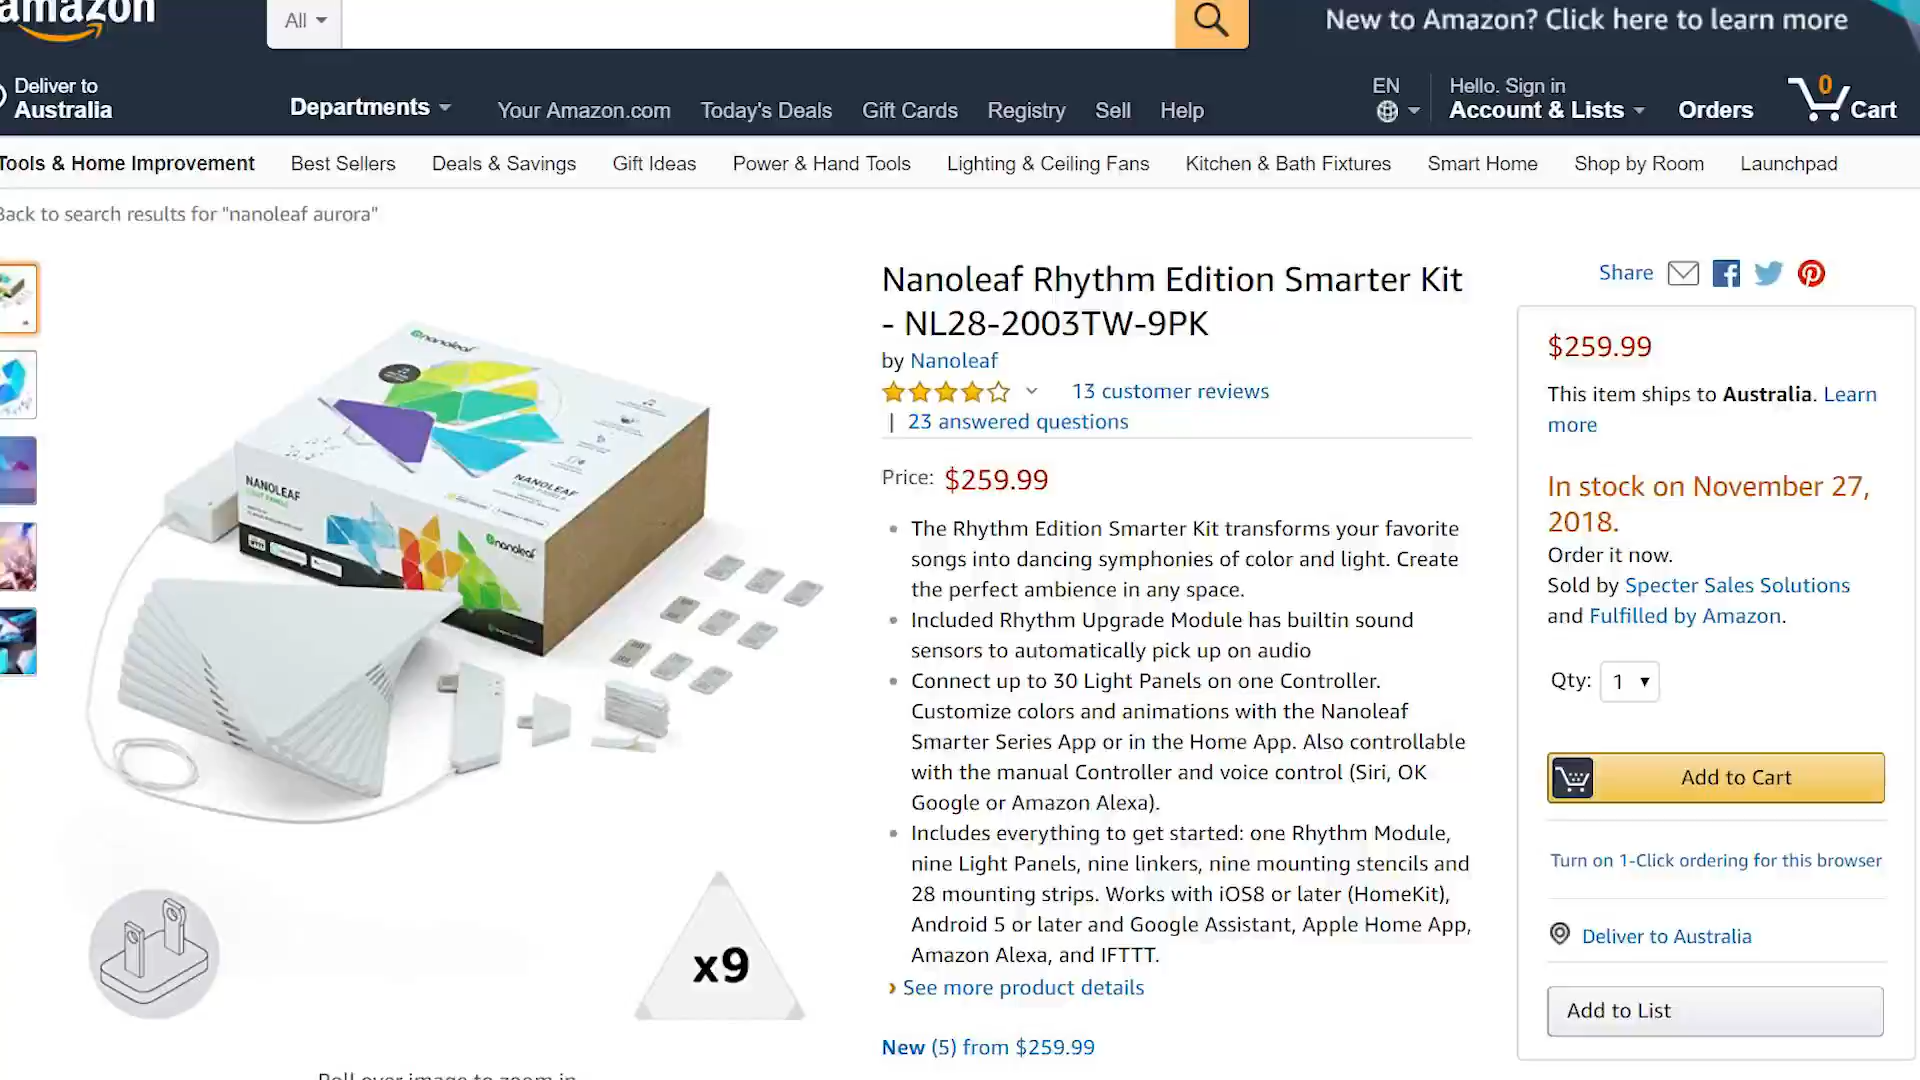 amazon
All
New to Amazon? Click here to learn more
Deliver to
Australia
Departments
Your Amazon.com
Today's Deals
Gift Cards
Registry
Sell
Help
EN
Hello. Sign in
Account & Lists
Orders
0
Cart
Tools & Home Improvement
Best Sellers
Deals & Savings
Gift Ideas
Power & Hand Tools
Lighting & Ceiling Fans
Kitchen & Bath Fixtures
Smart Home
Shop by Room
Launchpad
Back to search results for "nanoleaf aurora"
nanoleaf
NANOLEAF
LIGHT PANELS
NANOLEAF
nanoleaf
x9
Nanoleaf Rhythm Edition Smarter Kit
- NL28-2003TW-9PK
by Nanoleaf
13 customer reviews
| 23 answered questions
Price: $259.99
The Rhythm Edition Smarter Kit transforms your favorite
songs into dancing symphonies of color and light. Create
the perfect ambience in any space.
Included Rhythm Upgrade Module has builtin sound
sensors to automatically pick up on audio
Connect up to 30 Light Panels on one Controller.
Customize colors and animations with the Nanoleaf
Smarter Series App or in the Home App. Also controllable
with the manual Controller and voice control (Siri, OK
Google or Amazon Alexa).
Includes everything to get started: one Rhythm Module,
nine Light Panels, nine linkers, nine mounting stencils and
28 mounting strips. Works with iOS8 or later (HomeKit),
Android 5 or later and Google Assistant, Apple Home App,
Amazon Alexa, and IFTTT.
› See more product details
New (5) from $259.99
Roll over image to zoom in
Share
$259.99
This item ships to Australia. Learn
more
In stock on November 27,
2018.
Order it now.
Sold by Specter Sales Solutions
and Fulfilled by Amazon.
Qty: 1
Add to Cart
Turn on 1-Click ordering for this browser
Deliver to Australia
Add to List